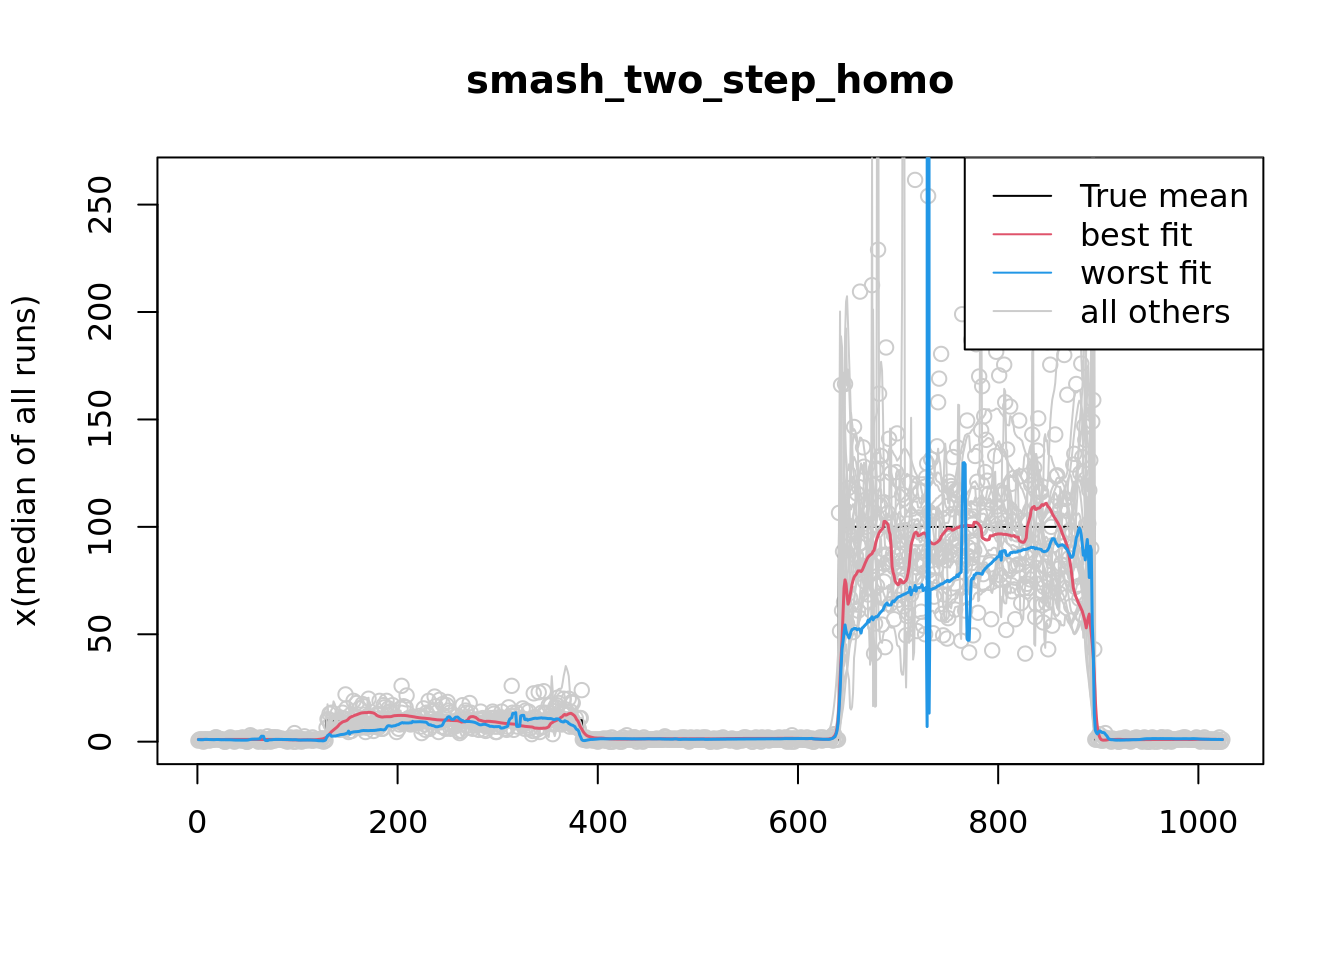 smash_two_step_homo
x(median of all runs)
250
200
150
100
50
0
True mean
best fit
worst fit
all others
0 200 400 600 800 1000